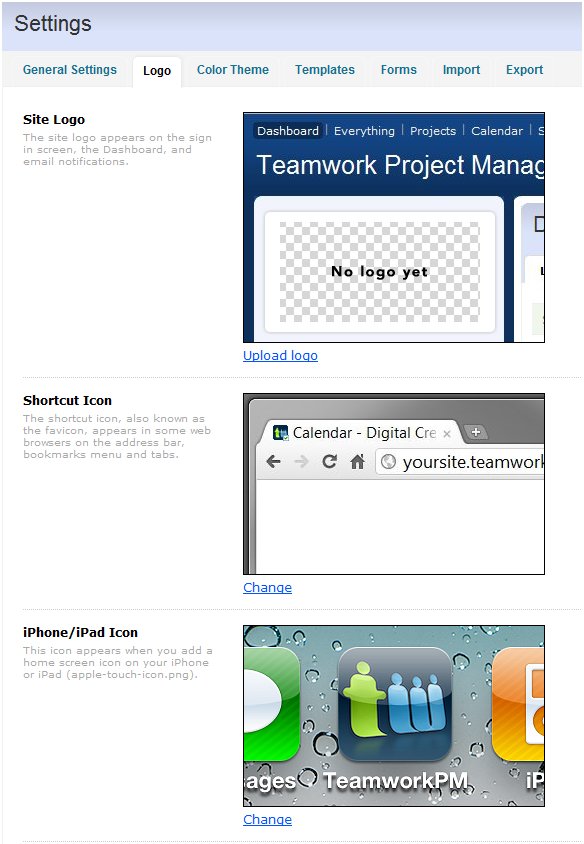 Settings
General Settings Logo Color Theme Templates Forms Import Export
Site Logo
The site logo appears on the sign
in screen, the Dashboard, and
email notifications.
Dashboard Everything Projects Calendar S
Teamwork Project Manag
D
L
No logo yet
Upload logo
Shortcut Icon
The shortcut icon, also known as
the favicon, appears in some web
browsers on the address bar,
bookmarks menu and tabs.
Calendar - Digital Cre
yoursite.teamwork
Change
iPhone/iPad Icon
This icon appears when you add a
home screen icon on your iPhone
or iPad (apple-touch-icon.png).
tw
ages TeamworkPM iP
Change